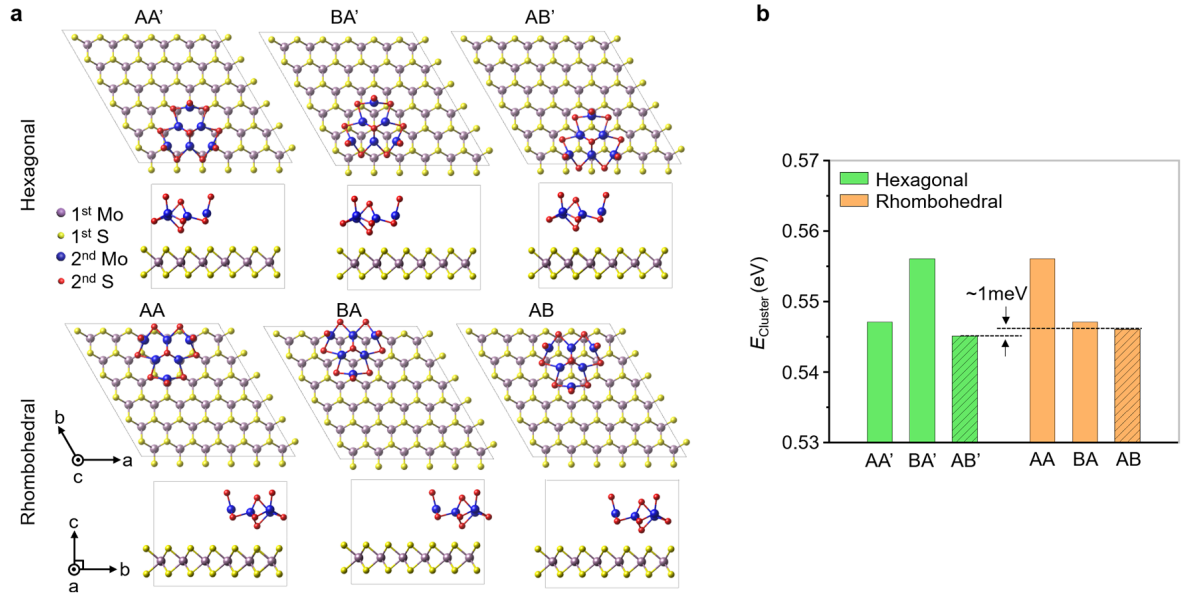 a
AA’ BA’ AB’
Hexagonal
1st Mo
1st S
2nd Mo
2nd S
AA BA AB
Rhombohedral
b
a
c
c
b
a
b
0.57
0.56
0.55
0.54
0.53
ECluster (eV)
Hexagonal
Rhombohedral
~1meV
AA’ BA’ AB’ AA BA AB